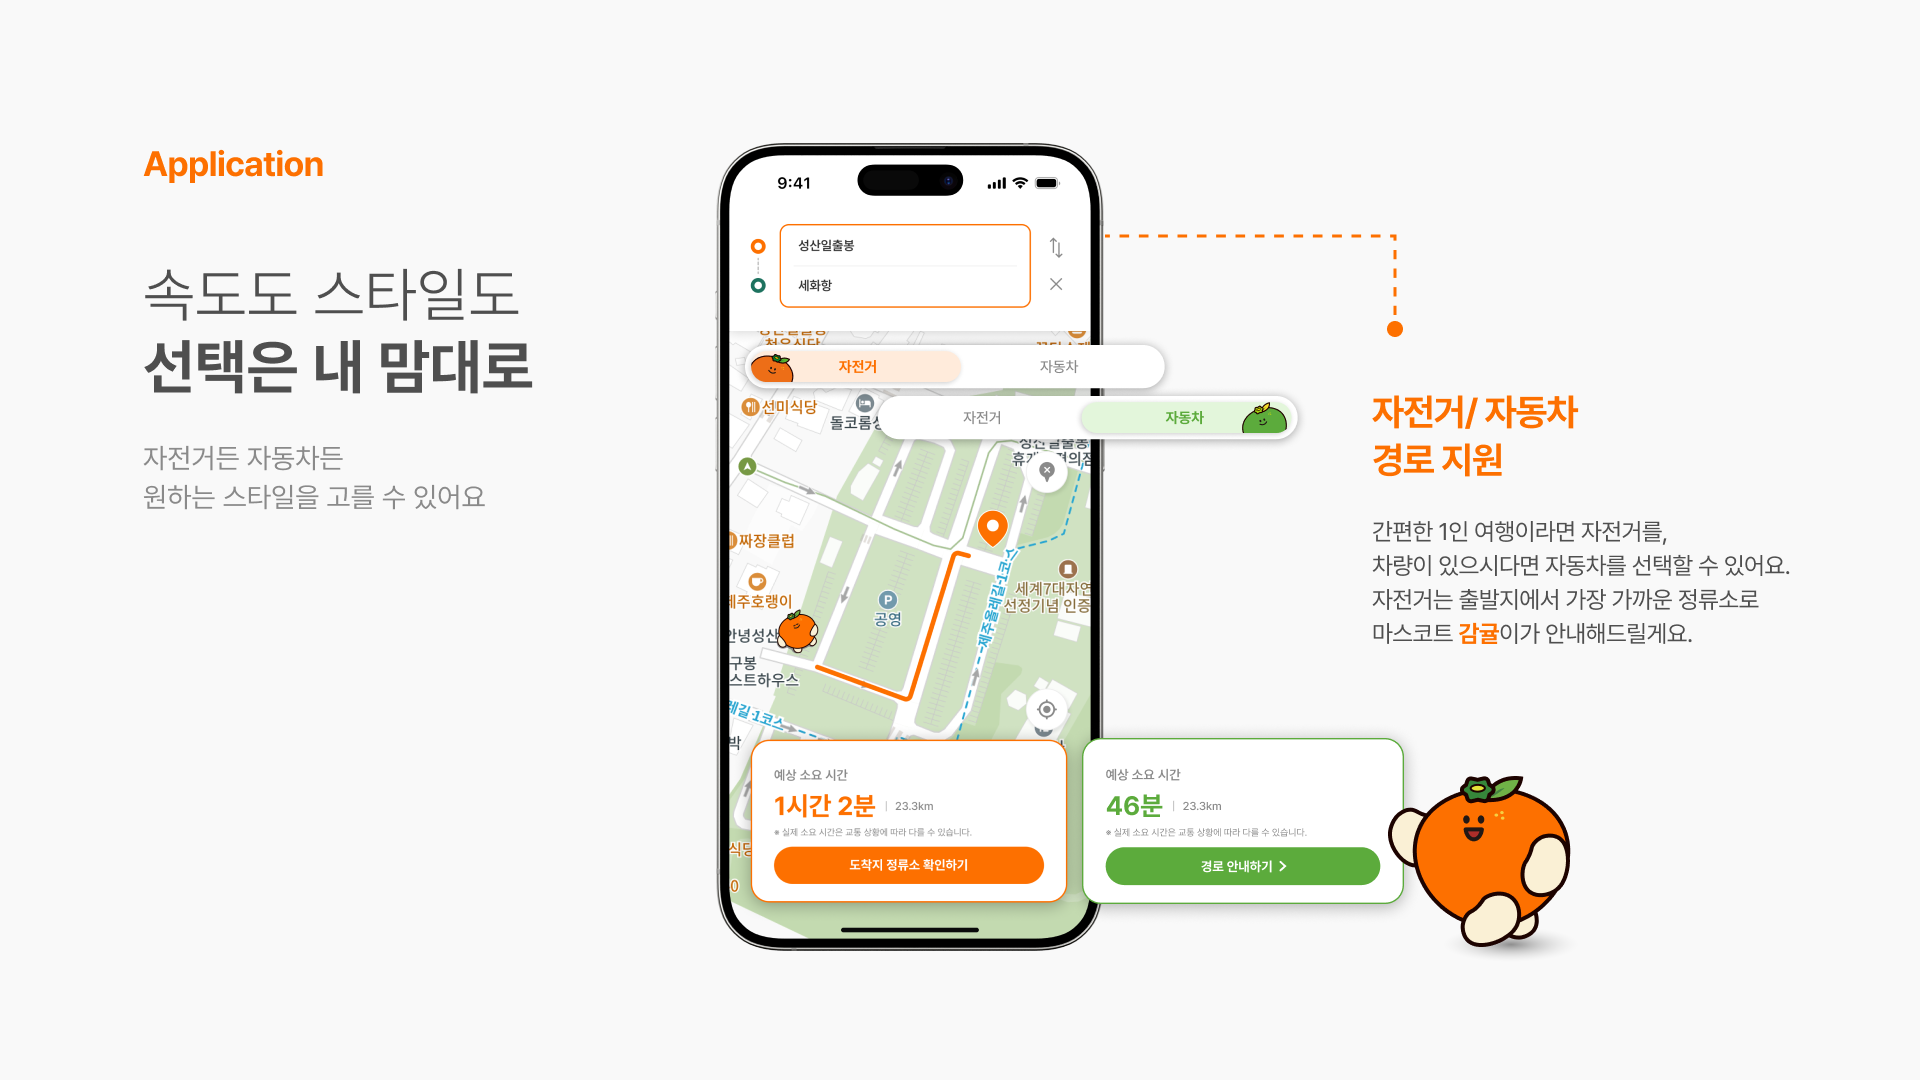 Application
속도도 스타일도
선택은 내 맘대로
자전거든 자동차든
원하는 스타일을 고를 수 있어요
9:41
성산일출봉
세화항
자전거
자동차
자전거
자동차
선미식당
돌코롬
짜장클럽
제주호랭이
안녕성산
구봉
스트하우스
P
공영
제주올레길1코스
세계7대자연
선정기념 인증
레길1코스
박
식당
예상 소요 시간
1시간 2분
23.3km
※ 실제 소요 시간은 교통 상황에 따라 다를 수 있습니다.
도착지 정류소 확인하기
예상 소요 시간
46분
23.3km
※ 실제 소요 시간은 교통 상황에 따라 다를 수 있습니다.
경로 안내하기
자전거/ 자동차
경로 지원
간편한 1인 여행이라면 자전거를,
차량이 있으시다면 자동차를 선택할 수 있어요.
자전거는 출발지에서 가장 가까운 정류소로
마스코트 감귤이가 안내해드릴게요.